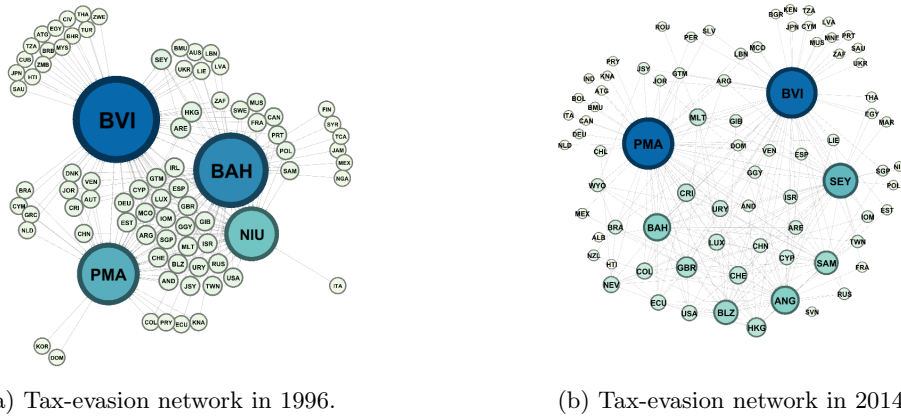 THA
CIV
ZWE
EGY
ATG
BHR
TUR
TZA
BRB
MYS
CUB
ZMB
JPN
HTI
SAU
BVI
BMU
AUS
LBN
SEY
UKR
LIE
LVA
HKG
ARE
ZAF
SWE
MUS
FRA
CAN
PRT
POL
SAM
FIN
SYR
TCA
JAM
MEX
NGA
BAH
DNK
VEN
JOR
AUT
CRI
IRL
GTM
CYP
ESP
LUX
DEU
GBR
MCO
IOM
EST
GGY
GIB
ARG
SGP
MLT
ISR
CHE
BLZ
URY
RUS
AND
JSY
TWN
USA
NIU
BRA
CYM
GRC
NLD
CHN
PMA
ITA
COL
PRY
ECU
KNA
KOR
DOM
a) Tax-evasion network in 1996.
ROU
PER
SLV
LBN
MCO
BGR
KEN
TZA
JPN
CYM
LVA
MUS
MNE
PRT
ZAF
SAU
UKR
PRY
IND
KNA
ATG
BOL
BMU
ITA
CAN
DEU
NLD
CHL
JSY
JOR
GTM
ARG
BVI
THA
EGY
MAR
MLT
GIB
PMA
DOM
VEN
ESP
LIE
GGY
SEY
SGP
NI
POL
WYO
CRI
ISR
URY
AND
MEX
BRA
BAH
ARE
IOM
EST
ALB
LUX
CHN
TWN
NZL
HTI
COL
GBR
CHE
CYP
SAM
FRA
NEV
ECU
USA
BLZ
ANG
RUS
SVN
HKG
(b) Tax-evasion network in 2014